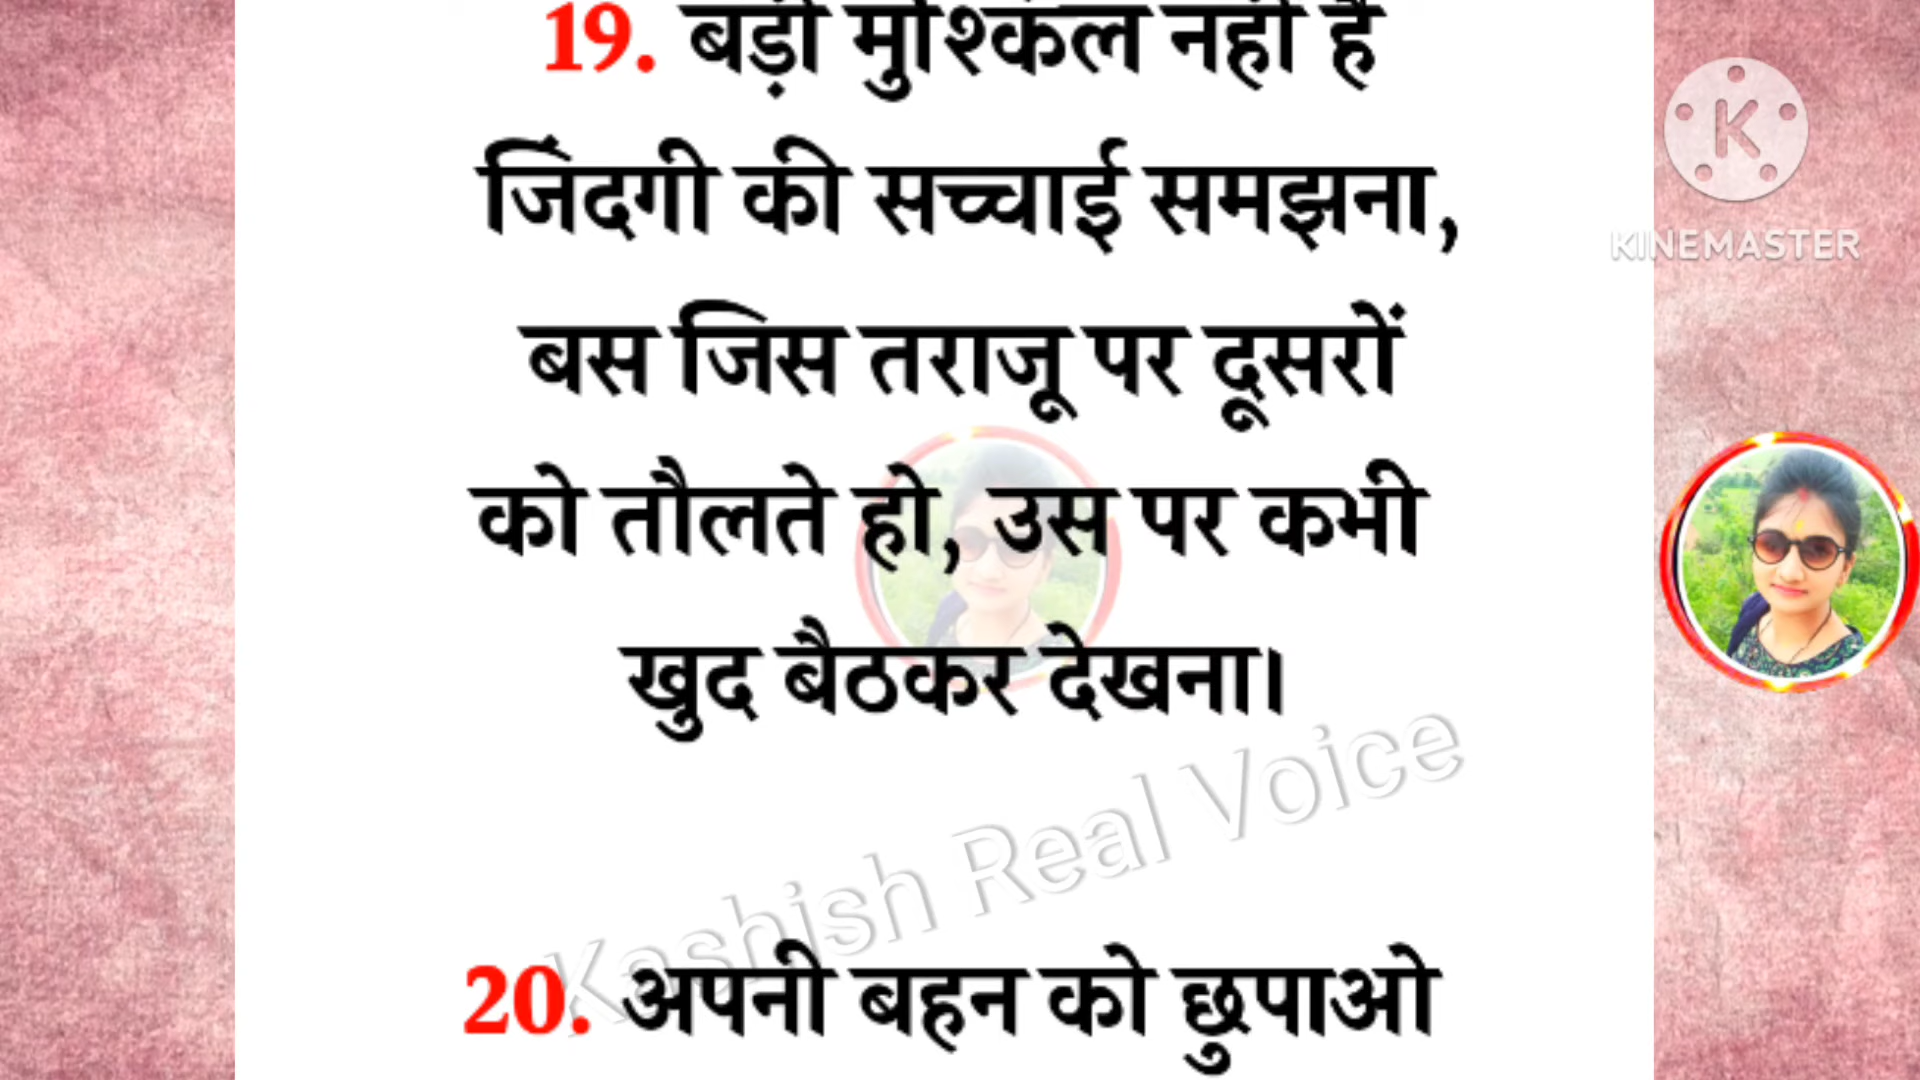 19. बड़ी मुश्किल नहीं है
जिंदगी की सच्चाई समझना,
KINEMASTER
बस जिस तराजू पर दूसरों
को तौलते हो, उस पर कभी
खुद बैठकर देखना।
Kashish Real Voice
20. अपनी बहन को छुपाओ